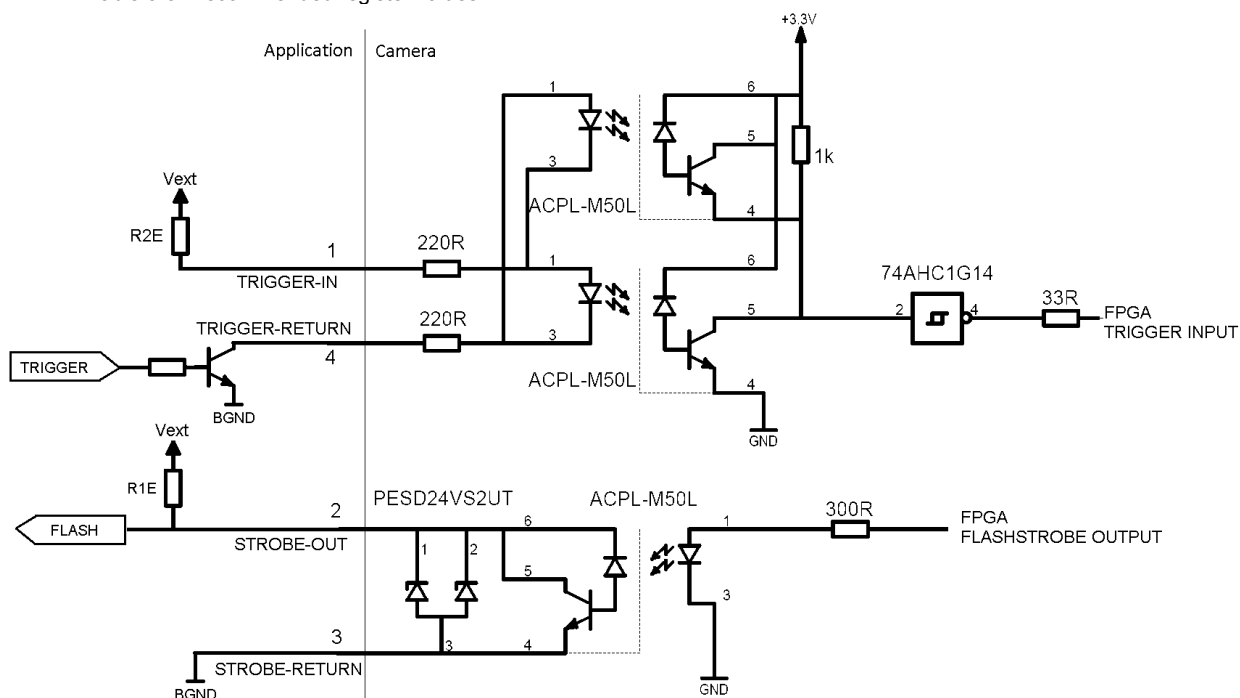 +3.3V
Application
Camera
1
6
5
3
1k
Vext
ACPL-M50L
4
R2E
1
220R
1
6
74AHC1G14
TRIGGER-IN
33R
TRIGGER-RETURN
220R
5
2
4
FPGA
TRIGGER INPUT
4
3
TRIGGER
ACPL-M50L
4
BGND
GND
Vext
R1E
PESD24VS2UT
ACPL-M50L
2
6
1
300R
FPGA
FLASHSTROBE OUTPUT
FLASH
STROBE-OUT
1
2
5
3
3
3
4
STROBE-RETURN
BGND
GND